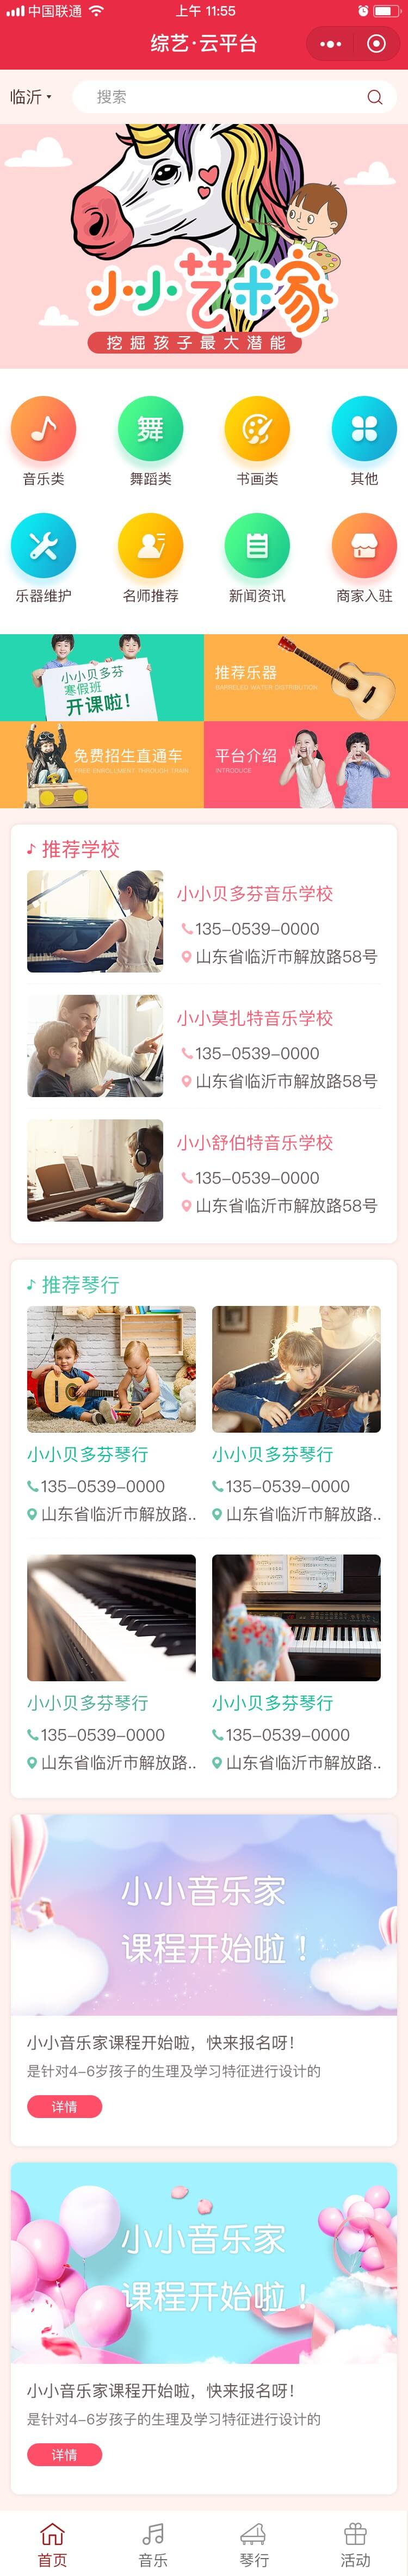 中国联通
上午 11:55
综艺·云平台
临沂
搜索
小小艺术家
挖掘孩子最大潜能
音乐类
舞
舞蹈类
书画类
其他
乐器维护
名师推荐
新闻资讯
商家入驻
小小贝多芬
寒假班
开课啦!
推荐乐器
BARRELED WATER DISTRIBUTION
免费招生直通车
FREE ENROLLMENT THROUGH TRAIN
平台介绍
INTRODUCE
推荐学校
小小贝多芬音乐学校
135-0539-0000
山东省临沂市解放路58号
小小莫扎特音乐学校
135-0539-0000
山东省临沂市解放路58号
小小舒伯特音乐学校
135-0539-0000
山东省临沂市解放路58号
推荐琴行
小小贝多芬琴行
135-0539-0000
山东省临沂市解放路..
小小贝多芬琴行
135-0539-0000
山东省临沂市解放路..
小小贝多芬琴行
135-0539-0000
山东省临沂市解放路..
小小贝多芬琴行
135-0539-0000
山东省临沂市解放路..
小小音乐家
课程开始啦！
小小音乐家课程开始啦，快来报名呀！
是针对4-6岁孩子的生理及学习特征进行设计的
详情
小小音乐家
课程开始啦！
小小音乐家课程开始啦，快来报名呀！
是针对4-6岁孩子的生理及学习特征进行设计的
详情
首页
音乐
琴行
活动